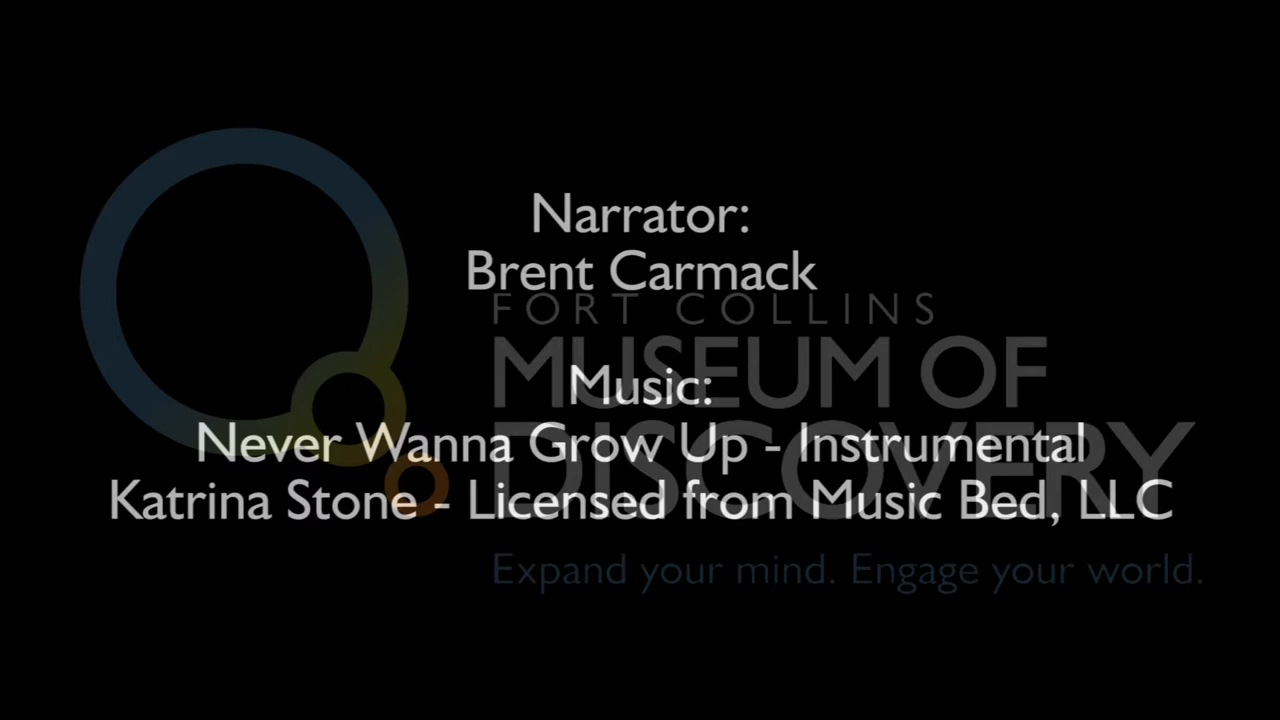 Narrator:
Brent Carmack
FORT COLLINS
MUSEUM OF
DISCOVERY
Expand your mind. Engage your world.
Music:
Never Wanna Grow Up - Instrumental
Katrina Stone - Licensed from Music Bed, LLC